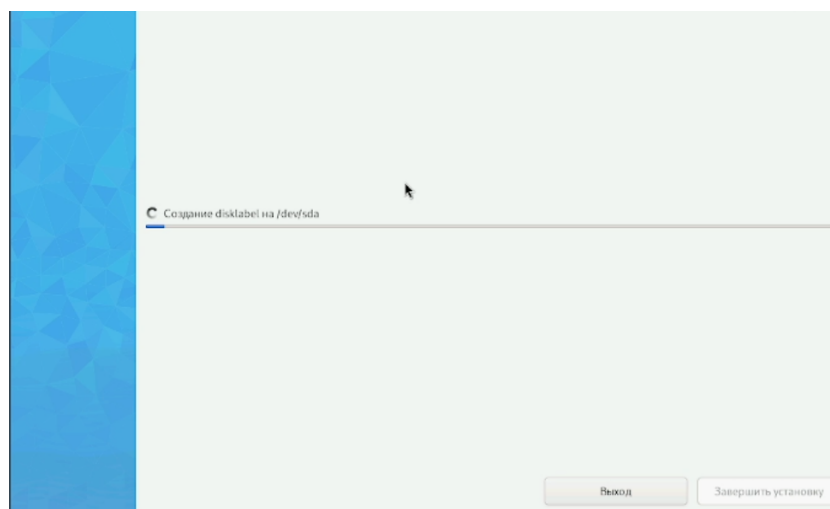 Создание disklabel на /dev/sda
Выход
Завершить установку